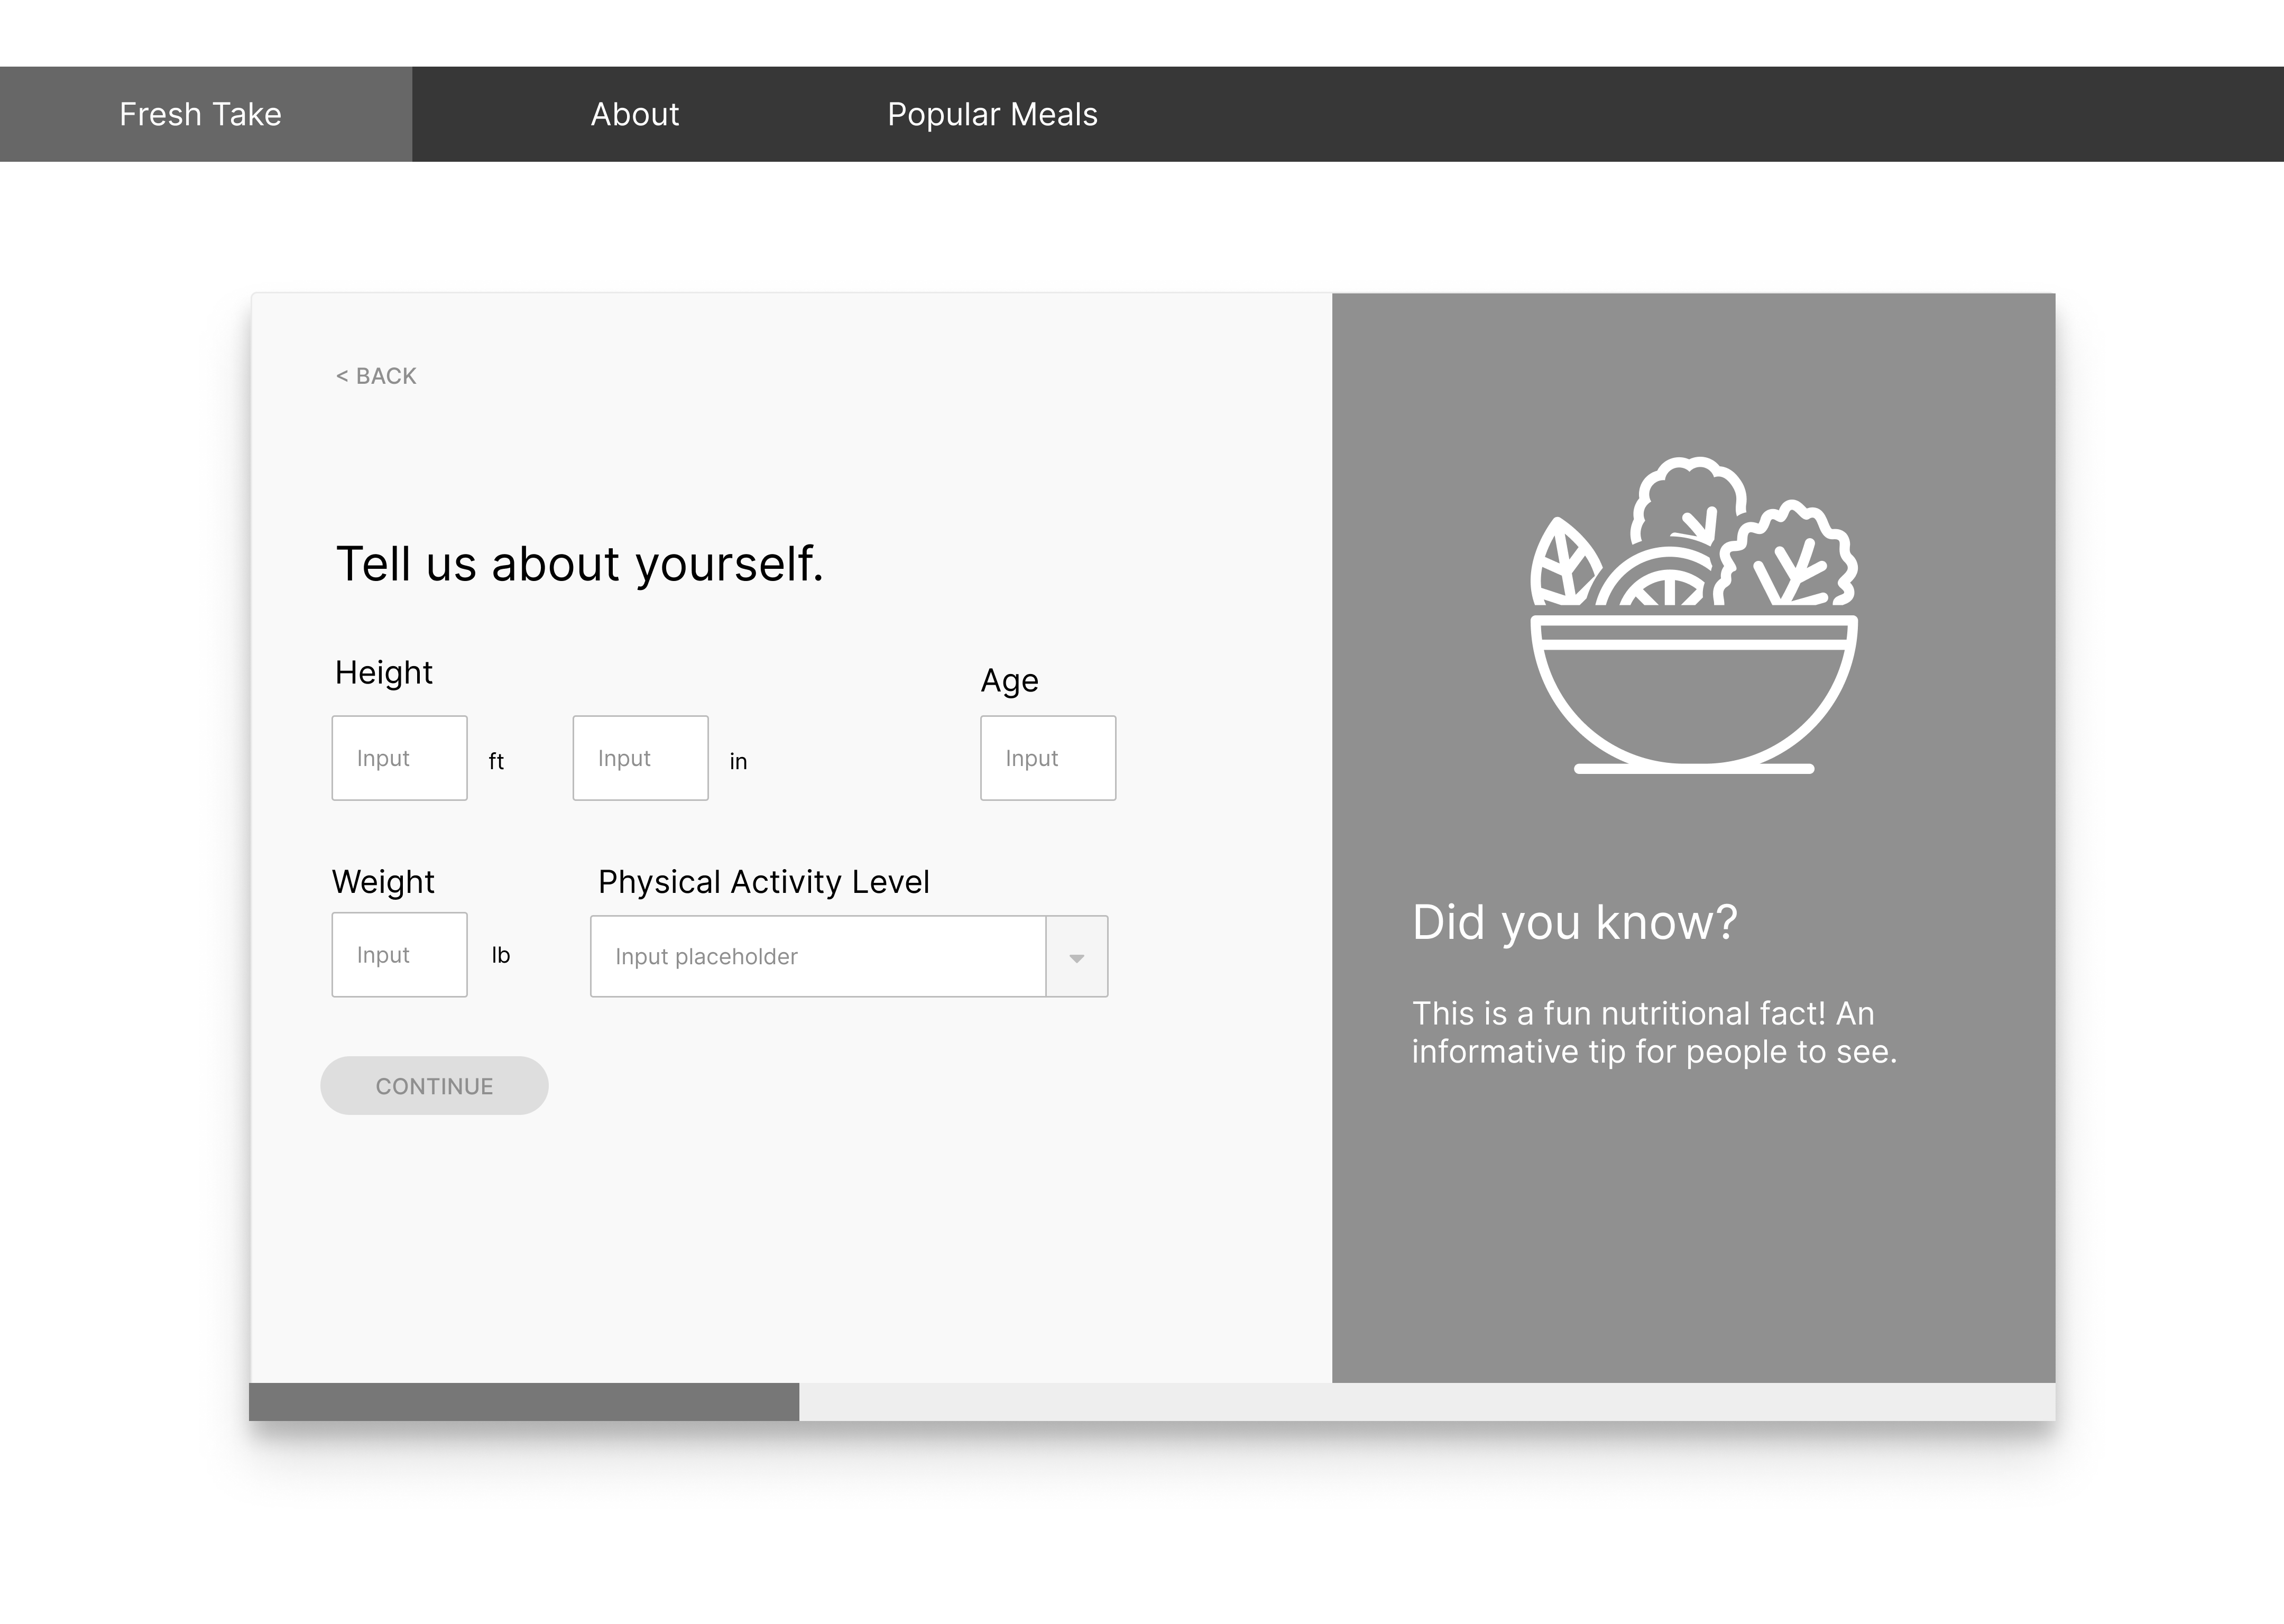 Fresh Take
About
Popular Meals
< BACK
Tell us about yourself.
Height
Age
Input
ft
Input
in
Input
Weight
Physical Activity Level
Input
lb
Input placeholder
CONTINUE
Did you know?
This is a fun nutritional fact! An
informative tip for people to see.